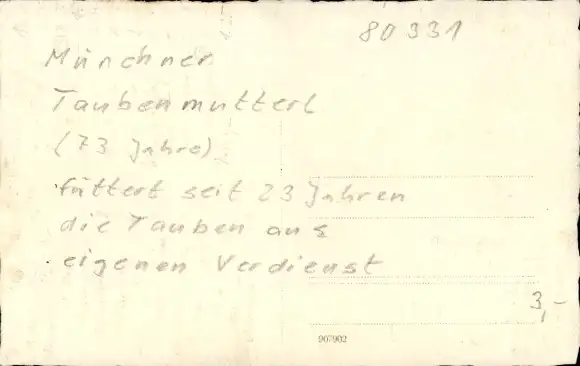 80331
Münchner
Taubenmutterl
(73 Jahre)
füttert seit 23 Jahren
die Tauben aus
eigenen Verdienst
3,-
907902